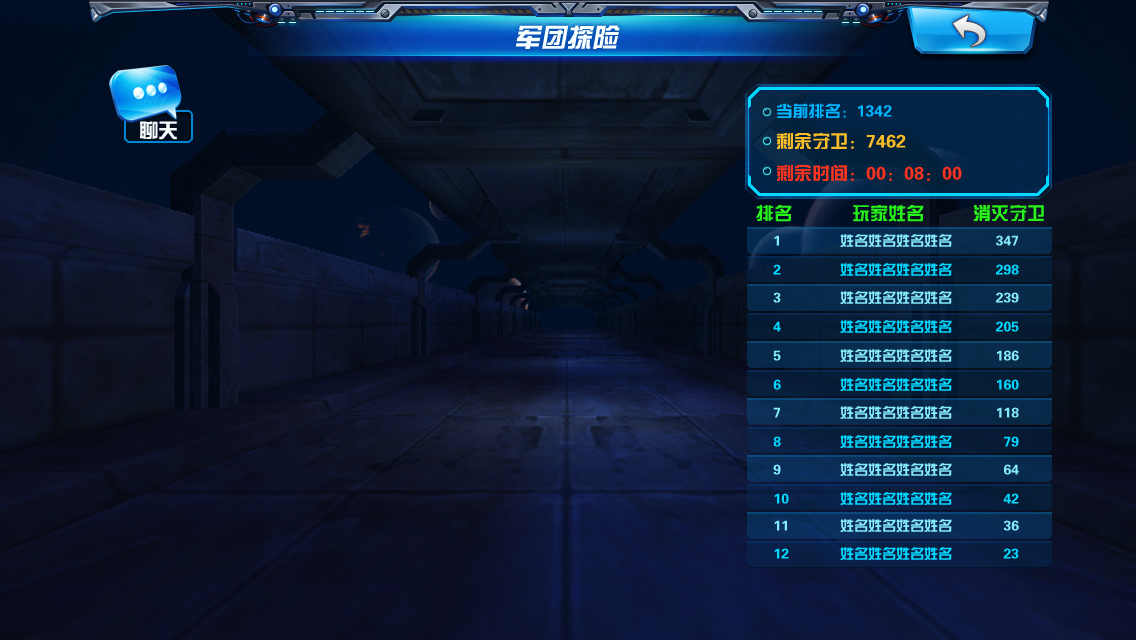 军团探险
聊天
当前排名：1342
剩余守卫：7462
剩余时间：00：08：00
排名 玩家姓名 消灭守卫
1 姓名姓名姓名姓名 347
2 姓名姓名姓名姓名 298
3 姓名姓名姓名姓名 239
4 姓名姓名姓名姓名 205
5 姓名姓名姓名姓名 186
6 姓名姓名姓名姓名 160
7 姓名姓名姓名姓名 118
8 姓名姓名姓名姓名 79
9 姓名姓名姓名姓名 64
10 姓名姓名姓名姓名 42
11 姓名姓名姓名姓名 36
12 姓名姓名姓名姓名 23